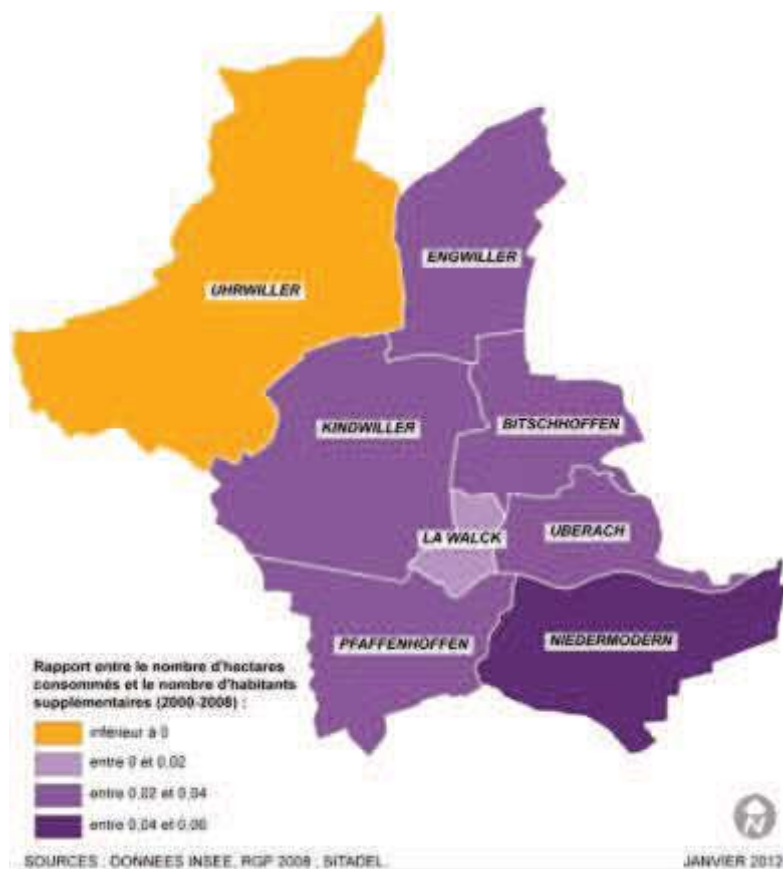 UHRWILLER
ENGWILLER
KINDWILLER
BITSCHHOFFEN
LA WALCK
UBERACH
PFAFFENHOFFEN
NIEDERMODERN
Rapport entre le nombre d'hectares
consommés et le nombre d'habitants
supplémentaires (2000-2008) :
inférieur à 0
entre 0 et 0.02
entre 0.02 et 0.04
entre 0.04 et 0.06
N
SOURCES : DONNEES INSEE, RGP 2008 ; SITADEL.
JANVIER 2012